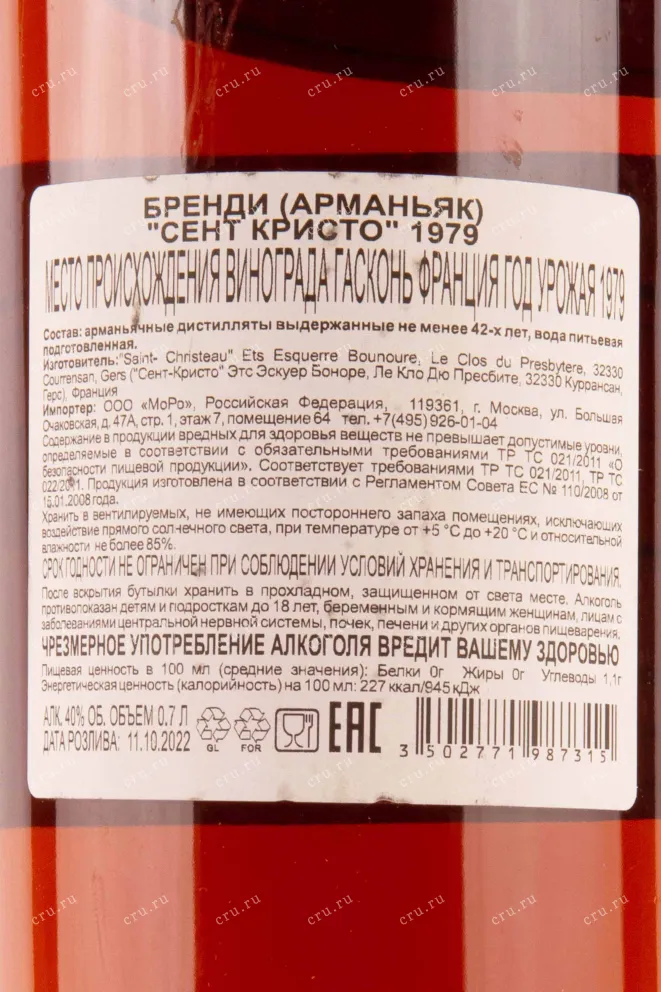 БРЕНДИ (АРМАНЬЯК)
"СЕНТ КРИСТО" 1979
МЕСТО ПРОИСХОЖДЕНИЯ ВИНОГРАДА ГАСКОНЬ ФРАНЦИЯ ГОД УРОЖАЯ 1979
Состав: арманьячные дистилляты выдержанные не менее 42-х лет, вода питьевая
подготовленная.
Изготовитель:"Saint- Christeau" Ets Esquerre Bounoure, Le Clos du Presbytere, 32330
Courrensan, Gers ("Сент-Кристо" Этс Эскуер Боноре, Ле Кло Дю Пресбите, 32330 Куррансан,
Герс), Франция
Импортер: ООО «МоРо», Российская Федерация, 119361, г. Москва, ул. Большая
Очаковская, д. 47А, стр. 1, этаж 7, помещение 64 тел. +7(495) 926-01-04
Содержание в продукции вредных для здоровья веществ не превышает допустимые уровни,
определяемые в соответствии с обязательными требованиями ТР ТС 021/2011 «О
безопасности пищевой продукции». Соответствует требованиями ТР ТС 021/2011, ТР ТС
022/2011. Продукция изготовлена в соответствии с Регламентом Совета ЕС № 110/2008 от
15.01.2008 года.
Хранить в вентилируемых, не имеющих постороннего запаха помещениях, исключающих
воздействие прямого солнечного света, при температуре от +5 °С до +20 °С и относительной
влажности не более 85%.
СРОК ГОДНОСТИ НЕ ОГРАНИЧЕН ПРИ СОБЛЮДЕНИИ УСЛОВИЙ ХРАНЕНИЯ И ТРАНСПОРТИРОВАНИЯ.
После вскрытия бутылки хранить в прохладном, защищенном от света месте. Алкоголь
противопоказан детям и подросткам до 18 лет, беременным и кормящим женщинам, лицам с
заболеваниями центральной нервной системы, почек, печени и других органов пищеварения.
ЧРЕЗМЕРНОЕ УПОТРЕБЛЕНИЕ АЛКОГОЛЯ ВРЕДИТ ВАШЕМУ ЗДОРОВЬЮ
Пищевая ценность в 100 мл (средние значения): Белки 0г Жиры 0г Углеводы 1,1г
Энергетическая ценность (калорийность) на 100 мл: 227 ккал/945 кДж
АЛК. 40% ОБ. ОБЪЕМ 0.7 Л
ДАТА РОЗЛИВА: 11.10.2022
GL FOR
EAC
3 502771 987315